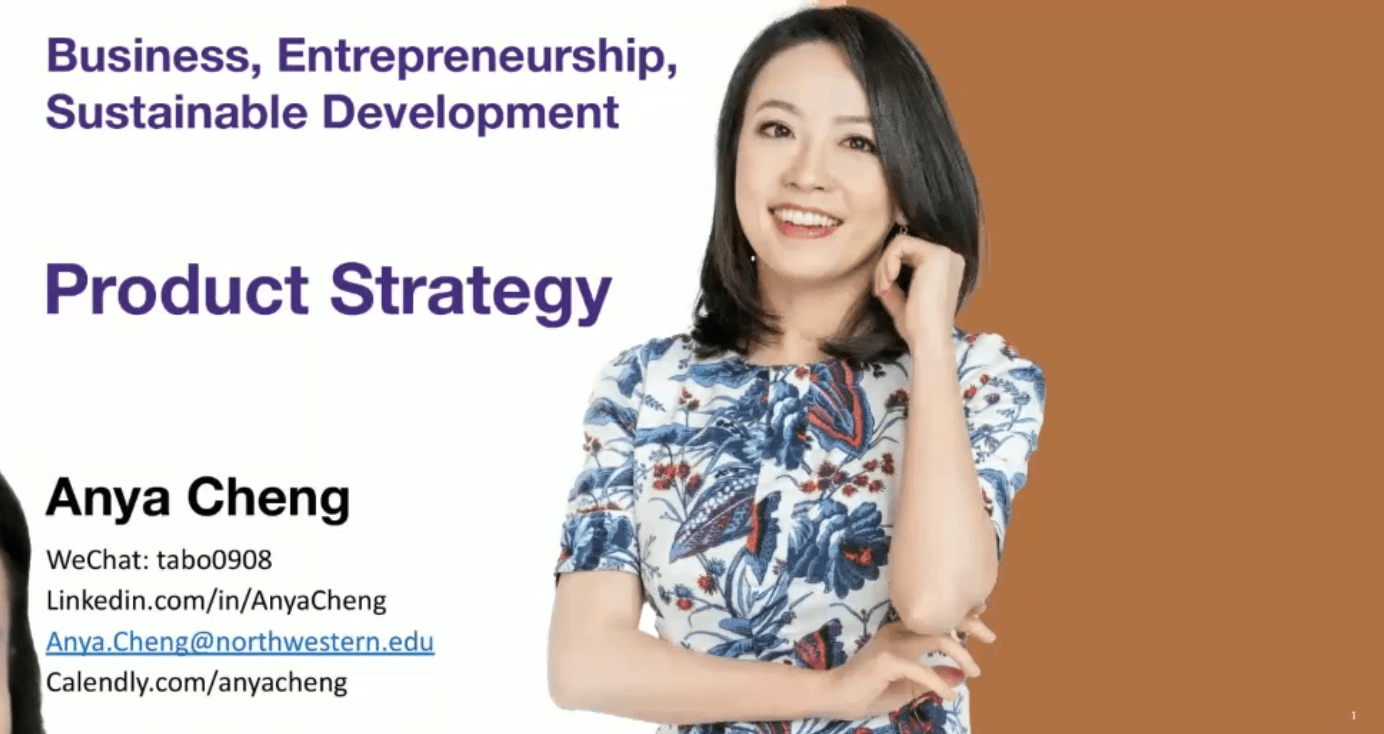 Business, Entrepreneurship,
Sustainable Development
Product Strategy
Anya Cheng
WeChat: tabo0908
Linkedin.com/in/AnyaCheng
Anya.Cheng@northwestern.edu
Calendly.com/anyacheng
1